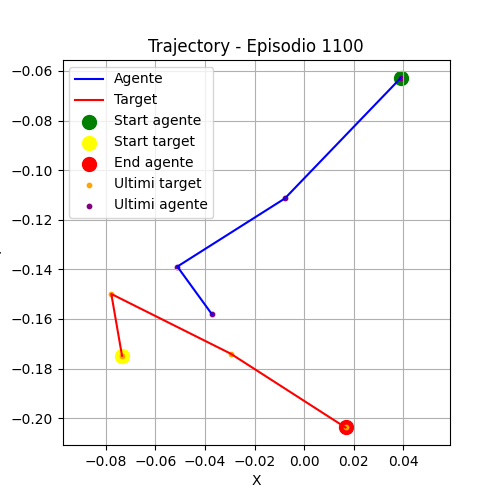 Trajectory - Episodio 1100
Agente
Target
Start agente
Start target
End agente
Ultimi target
Ultimi agente
−0.06
−0.08
−0.10
−0.12
−0.14
−0.16
−0.18
−0.20
−0.08 −0.06 −0.04 −0.02 0.00 0.02 0.04
X